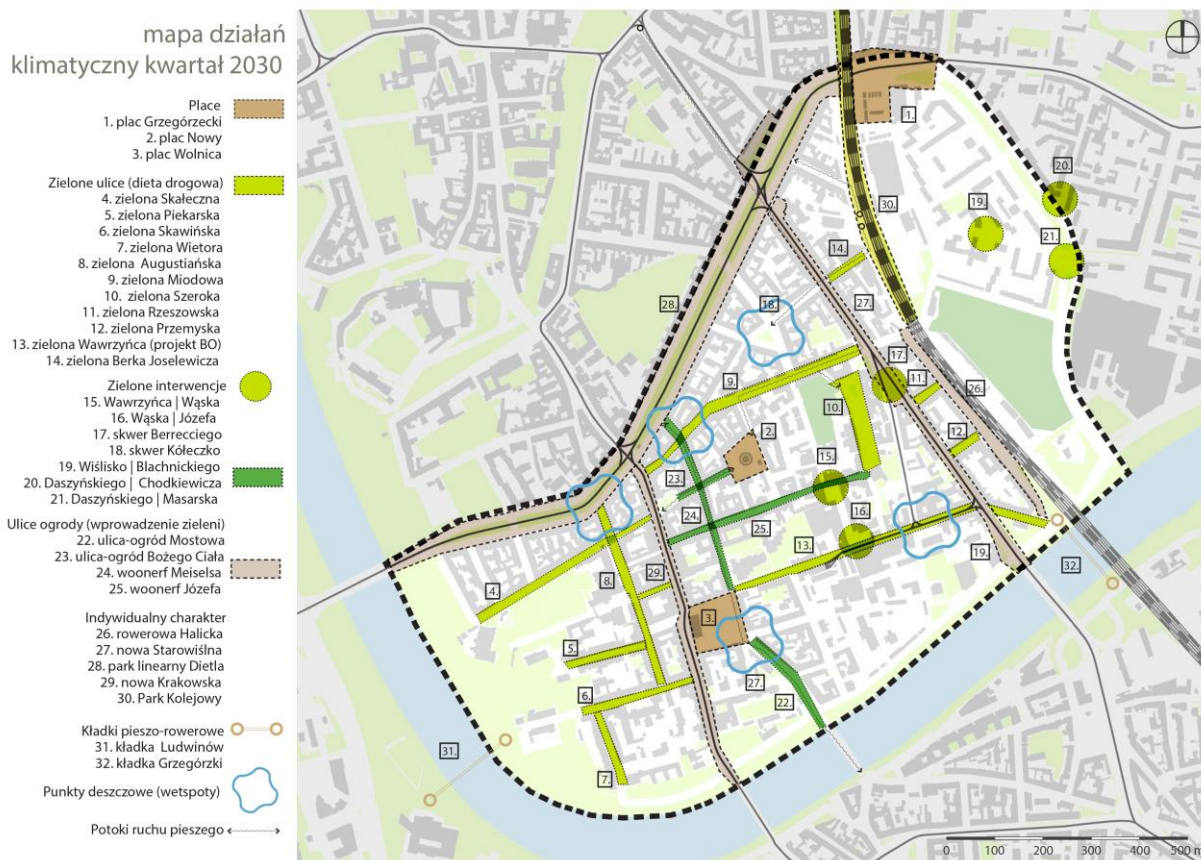 mapa działań
klimatyczny kwartał 2030
Place
1. plac Grzegórzecki
2. plac Nowy
3. plac Wolnica
Zielone ulice (dieta drogowa)
4. zielona Skałeczna
5. zielona Piekarska
6. zielona Skawińska
7. zielona Wietora
8. zielona Augustiańska
9. zielona Miodowa
10. zielona Szeroka
11. zielona Rzeszowska
12. zielona Przemyska
13. zielona Wawrzyńca (projekt BO)
14. zielona Berka Joselewicza
Zielone interwencje
15. Wawrzyńca | Wąska
16. Wąska | Józefa
17. skwer Berrecciego
18. skwer Kółeczko
19. Wiślisko | Blachnickiego
20. Daszyńskiego | Chodkiewicza
21. Daszyńskiego | Masarska
Ulice ogrody (wprowadzenie zieleni)
22. ulica-ogród Mostowa
23. ulica-ogród Bożego Ciała
24. woonerf Meiselsa
25. woonerf Józefa
Indywidualny charakter
26. rowerowa Halicka
27. nowa Starowiślna
28. park linearny Dietla
29. nowa Krakowska
30. Park Kolejowy
Kładki pieszo-rowerowe
31. kładka Ludwinów
32. kładka Grzegórzki
Punkty deszczowe (wetspoty)
Potoki ruchu pieszego
1.
20.
19.
30.
21.
14.
28.
18.
27.
17.
9.
11.
26.
10.
2.
12.
15.
23.
24.
16.
25.
13.
19.
8.
29.
32.
4.
3.
5.
27.
6.
22.
31.
7.
0 100 200 300 400 500 m